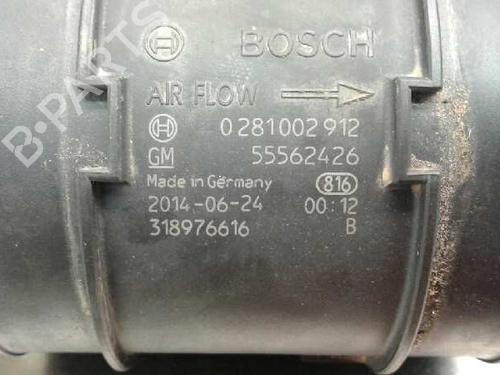 B-PARTS
BOSCH
AIR FLOW
0 281 002 912
GM 55562426
Made in Germany 816
2014-06-24 00:12
318976616 B